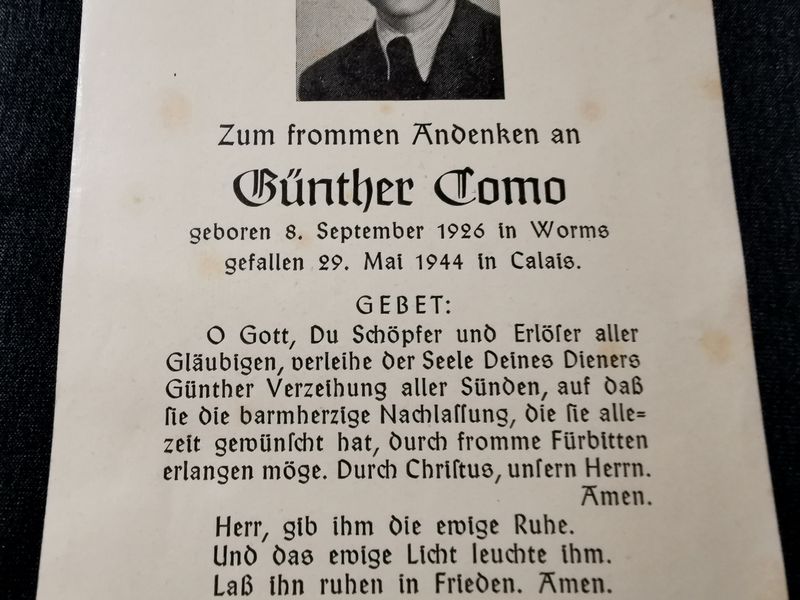 Zum frommen Andenken an
Günther Como
geboren 8. September 1926 in Worms
gefallen 29. Mai 1944 in Calais.
GEBET:
O Gott, Du Schöpfer und Erlöſer aller
Gläubigen, verleihe der Seele Deines Dieners
Günther Verzeihung aller Sünden, auf daß
ſie die barmherzige Nachlaſſung, die ſie alle=
zeit gewünſcht hat, durch fromme Fürbitten
erlangen möge. Durch Chriſtus, unſern Herrn.
Amen.
Herr, gib ihm die ewige Ruhe.
Und das ewige Licht leuchte ihm.
Laß ihn ruhen in Frieden. Amen.